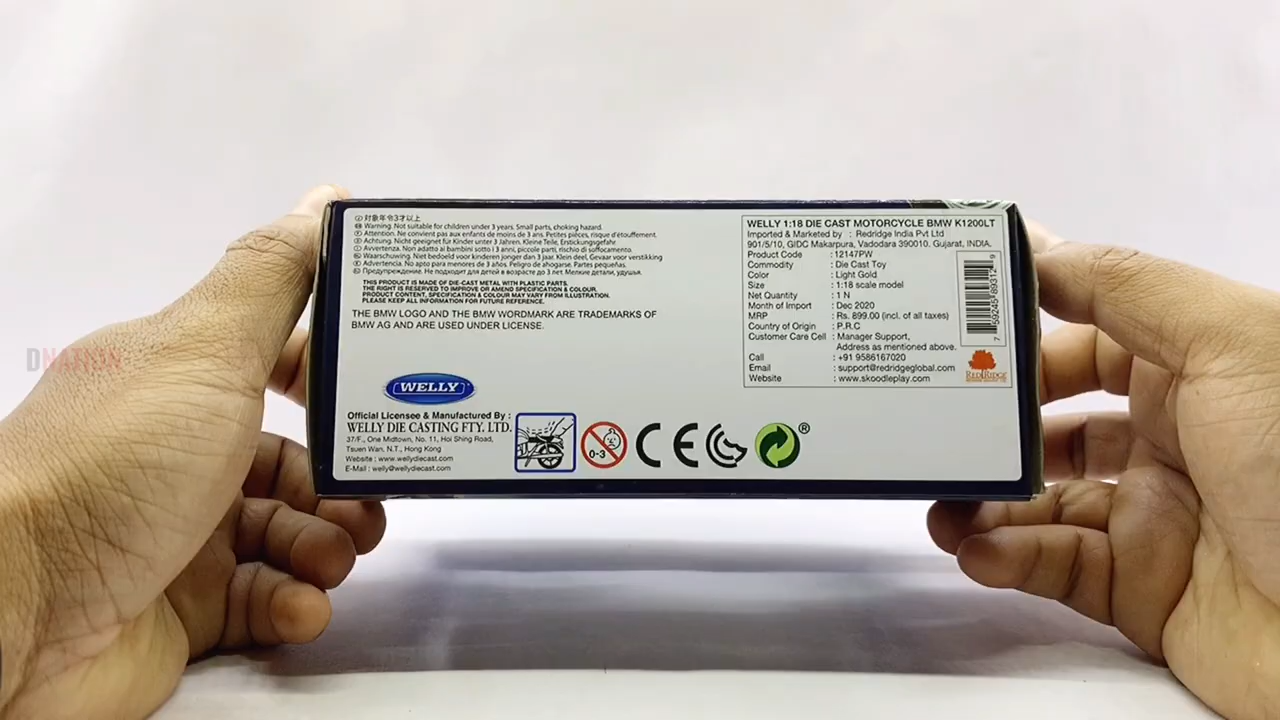 対象年令3才以上
Warning. Not suitable for children under 3 years. Small parts, choking hazard.
Attention. Ne convient pas aux enfants de moins de 3 ans. Petites pièces, risque d'étouffement.
Achtung. Nicht geeignet für Kinder unter 3 Jahren. Kleine Teile, Erstickungsgefahr
Avvertenza. Non adatto ai bambini sotto i 3 anni, piccole parti, rischio di soffocamento.
Waarschuwing. Niet bedoeld voor kinderen jonger dan 3 jaar. Klein deel, Gevaar voor verstikking
Advertencia. No apto para menores de 3 años. Peligro de ahogarse. Partes pequeñas.
Предупреждение. Не подходит для детей в возрасте до 3 лет. Мелкие детали, удушья.
THIS PRODUCT IS MADE OF DIE-CAST METAL WITH PLASTIC PARTS.
THE RIGHT IS RESERVED TO IMPROVE OR AMEND SPECIFICATION & COLOUR.
PRODUCT CONTENT, SPECIFICATION & COLOUR MAY VARY FROM ILLUSTRATION.
PLEASE KEEP ALL INFORMATION FOR FUTURE REFERENCE.
THE BMW LOGO AND THE BMW WORDMARK ARE TRADEMARKS OF
BMW AG AND ARE USED UNDER LICENSE.
WELLY
Official Licensee & Manufactured By :
WELLY DIE CASTING FTY. LTD.
37/F., One Midtown, No. 11, Hoi Shing Road,
Tsuen Wan, N.T., Hong Kong
Website : www.wellydiecast.com
E-Mail : welly@wellydiecast.com
0-3
CE
®
WELLY 1:18 DIE CAST MOTORCYCLE BMW K1200LT
Imported & Marketed by : Redridge India Pvt Ltd
901/5/10, GIDC Makarpura, Vadodara 390010. Gujarat, INDIA.
Product Code : 12147PW
Commodity : Die Cast Toy
Color : Light Gold
Size : 1:18 scale model
Net Quantity : 1 N
Month of Import : Dec 2020
MRP : Rs. 899.00 (incl. of all taxes)
Country of Origin : P.R.C
Customer Care Cell : Manager Support,
Address as mentioned above.
Call : +91 9586167020
Email : support@redridgeglobal.com
Website : www.skoodleplay.com
RED RIDGE
DNATION